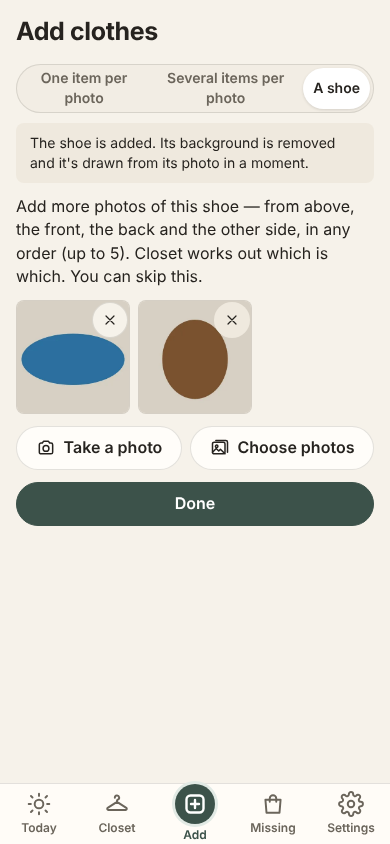 Add clothes
One item per
photo
Several items per
photo
A shoe
The shoe is added. Its background is removed
and it's drawn from its photo in a moment.
Add more photos of this shoe — from above,
the front, the back and the other side, in any
order (up to 5). Closet works out which is
which. You can skip this.
Take a photo
Choose photos
Done
Today
Closet
Add
Missing
Settings